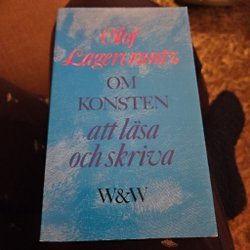 Olof
Lagercrantz
OM
KONSTEN
att läsa
och skriva
W&W